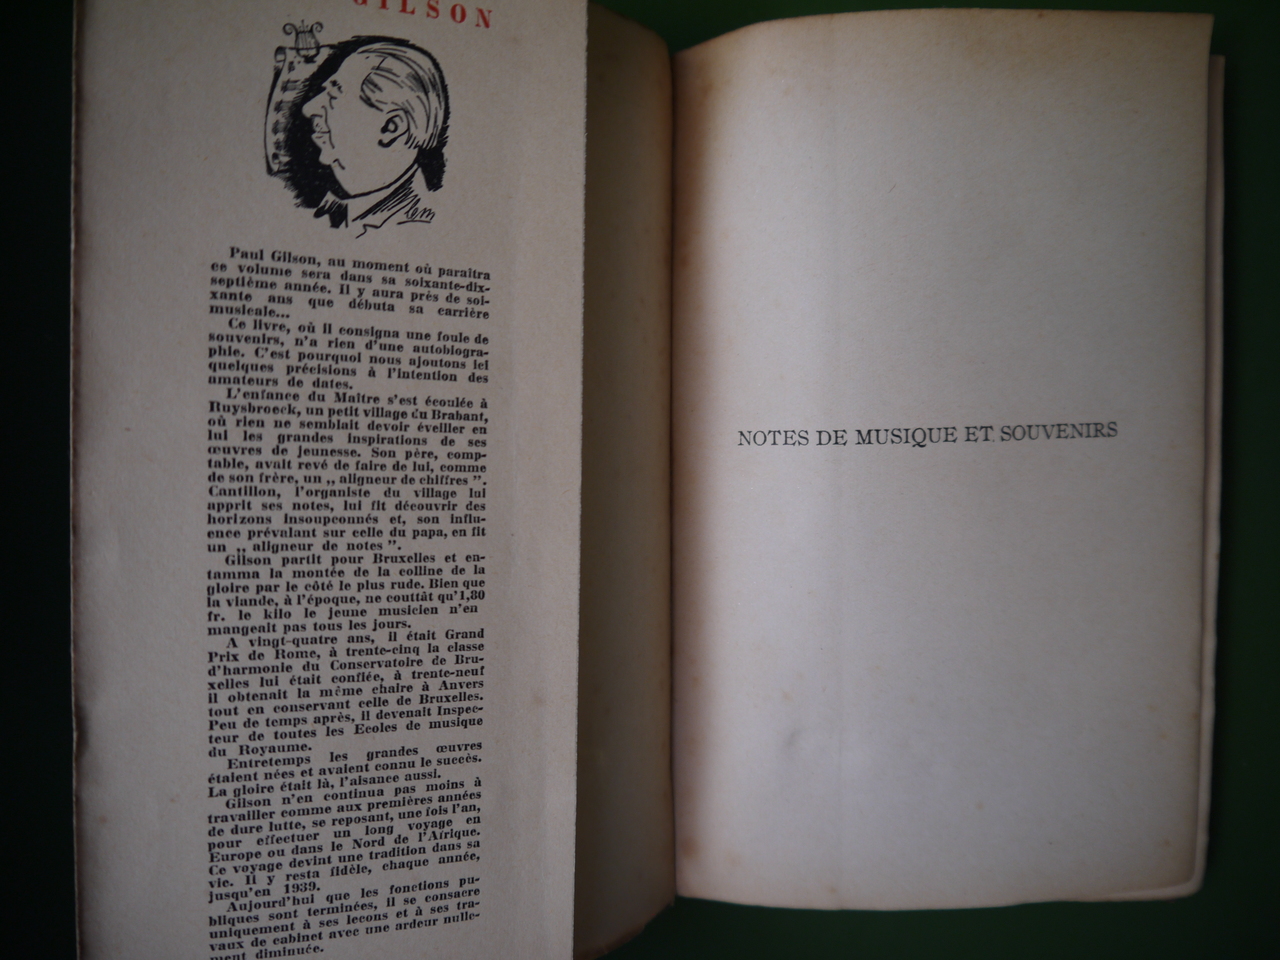 GILSON
lem
Paul Gilson, au moment où paraîtra
ce volume sera dans sa soixante-dix-
septième année. Il y aura près de soi-
xante ans que débuta sa carrière
musicale...
Ce livre, où il consigna une foule de
souvenirs, n'a rien d'une autobiogra-
phie. C'est pourquoi nous ajoutons ici
quelques précisions à l'intention des
amateurs de dates.
L'enfance du Maître s'est écoulée à
Ruysbroeck, un petit village du Brabant,
où rien ne semblait devoir éveiller en
lui les grandes inspirations de ses
œuvres de jeunesse. Son père, comp-
table, avait revé de faire de lui, comme
de son frère, un „ aligneur de chiffres ".
Cantillon, l'organiste du village lui
apprit ses notes, lui fit découvrir des
horizons insoupconnés et, son influ-
ence prévalant sur celle du papa, en fit
un „ aligneur de notes ".
Gilson partit pour Bruxelles et en-
tamma la montée de la colline de la
gloire par le côté le plus rude. Bien que
la viande, à l'époque, ne couttât qu'1,80
fr. le kilo le jeune musicien n'en
mangeait pas tous les jours.
A vingt-quatre ans, il était Grand
Prix de Rome, à trente-cinq la classe
d'harmonie du Conservatoire de Bru-
xelles lui était confiée, à trente-neuf
il obtenait la même chaire à Anvers
tout en conservant celle de Bruxelles.
Peu de temps après, il devenait Inspec-
teur de toutes les Ecoles de musique
du Royaume.
Entretemps les grandes œuvres
étaient nées et avaient connu le succès.
La gloire était là, l'aisance aussi.
Gilson n'en continua pas moins à
travailler comme aux premières années
de dure lutte, se reposant, une fois l'an,
pour effectuer un long voyage en
Europe ou dans le Nord de l'Afrique.
Ce voyage devint une tradition dans sa
vie. Il y resta fidèle, chaque année,
jusqu'en 1939.
Aujourd'hui que les fonctions pu-
bliques sont terminées, il se consacre
uniquement à ses lecons et à ses tra-
vaux de cabinet avec une ardeur nulle-
ment diminuée.
NOTES DE MUSIQUE ET SOUVENIRS